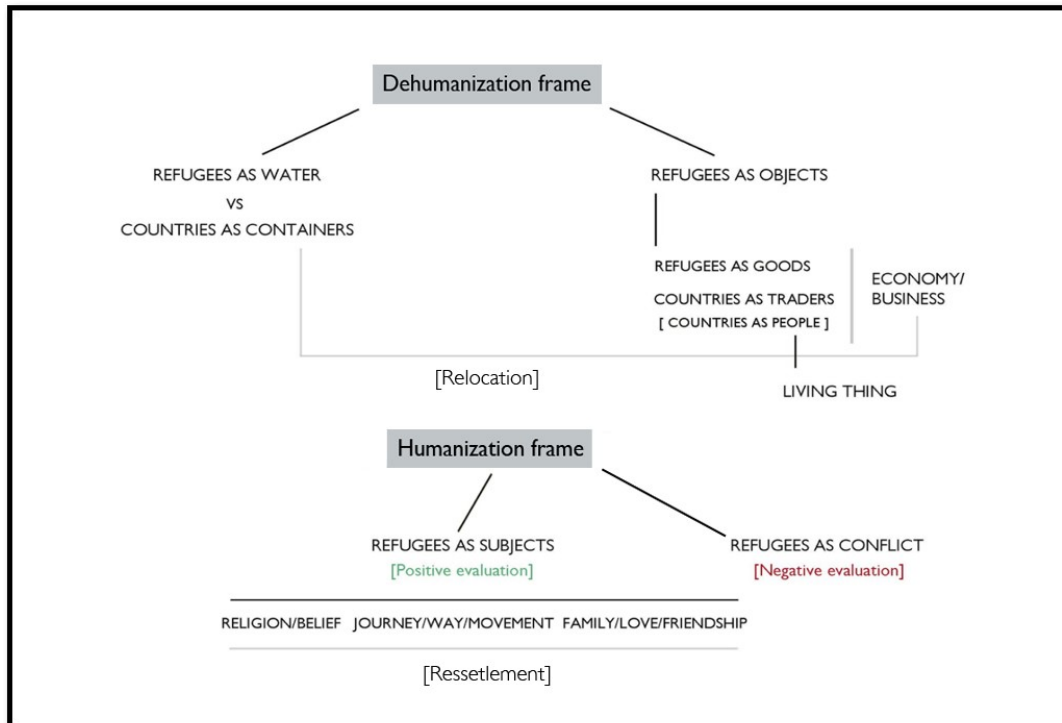 Dehumanization frame
REFUGEES AS WATER
vs
COUNTRIES AS CONTAINERS
REFUGEES AS OBJECTS
REFUGEES AS GOODS
COUNTRIES AS TRADERS
[ COUNTRIES AS PEOPLE ]
ECONOMY/
BUSINESS
[Relocation]
LIVING THING
Humanization frame
REFUGEES AS SUBJECTS
[Positive evaluation]
REFUGEES AS CONFLICT
[Negative evaluation]
RELIGION/BELIEF JOURNEY/WAY/MOVEMENT FAMILY/LOVE/FRIENDSHIP
[Ressetlement]